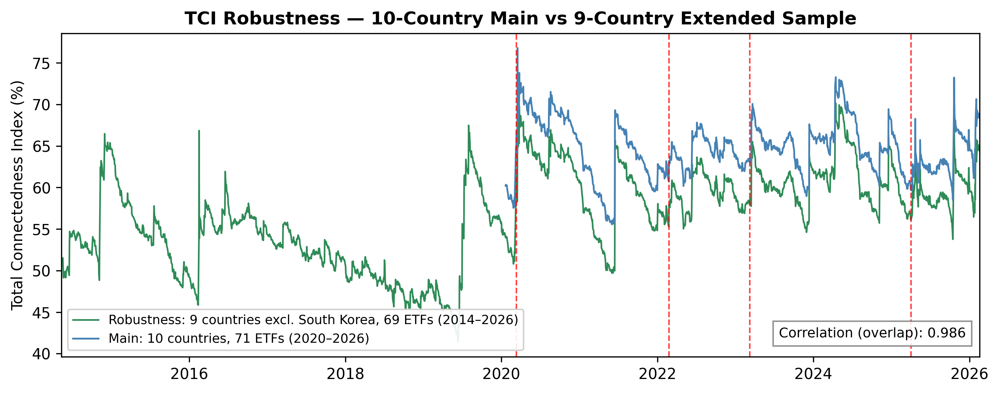 TCI Robustness — 10-Country Main vs 9-Country Extended Sample
Total Connectedness Index (%)
75
70
65
60
55
50
45
40
Robustness: 9 countries excl. South Korea, 69 ETFs (2014–2026)
Main: 10 countries, 71 ETFs (2020–2026)
Correlation (overlap): 0.986
2016
2018
2020
2022
2024
2026